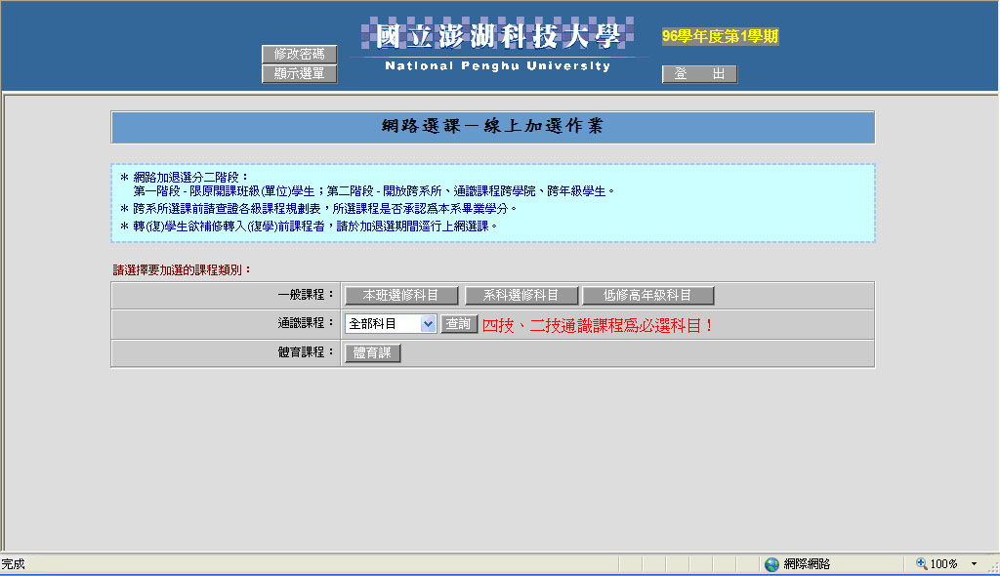 修改密碼
顯示選單
國立澎湖科技大學
National Penghu University
96學年度第1學期
登 出
網路選課－線上加選作業
＊ 網路加退選分二階段：
第一階段 - 限原開課班級(單位)學生；第二階段 - 開放跨系所、通識課程跨學院、跨年級學生。
＊ 跨系所選課前請查證各級課程規劃表，所選課程是否承認為本系畢業學分。
＊ 轉(復)學生欲補修轉入(復學)前課程者，請於加退選期間逕行上網選課。
請選擇要加選的課程類別：
一般課程： 本班選修科目 系科選修科目 低修高年級科目
通識課程： 全部科目 查詢 四技、二技通識課程為必選科目！
體育課程： 體育課
完成 網際網路 100%